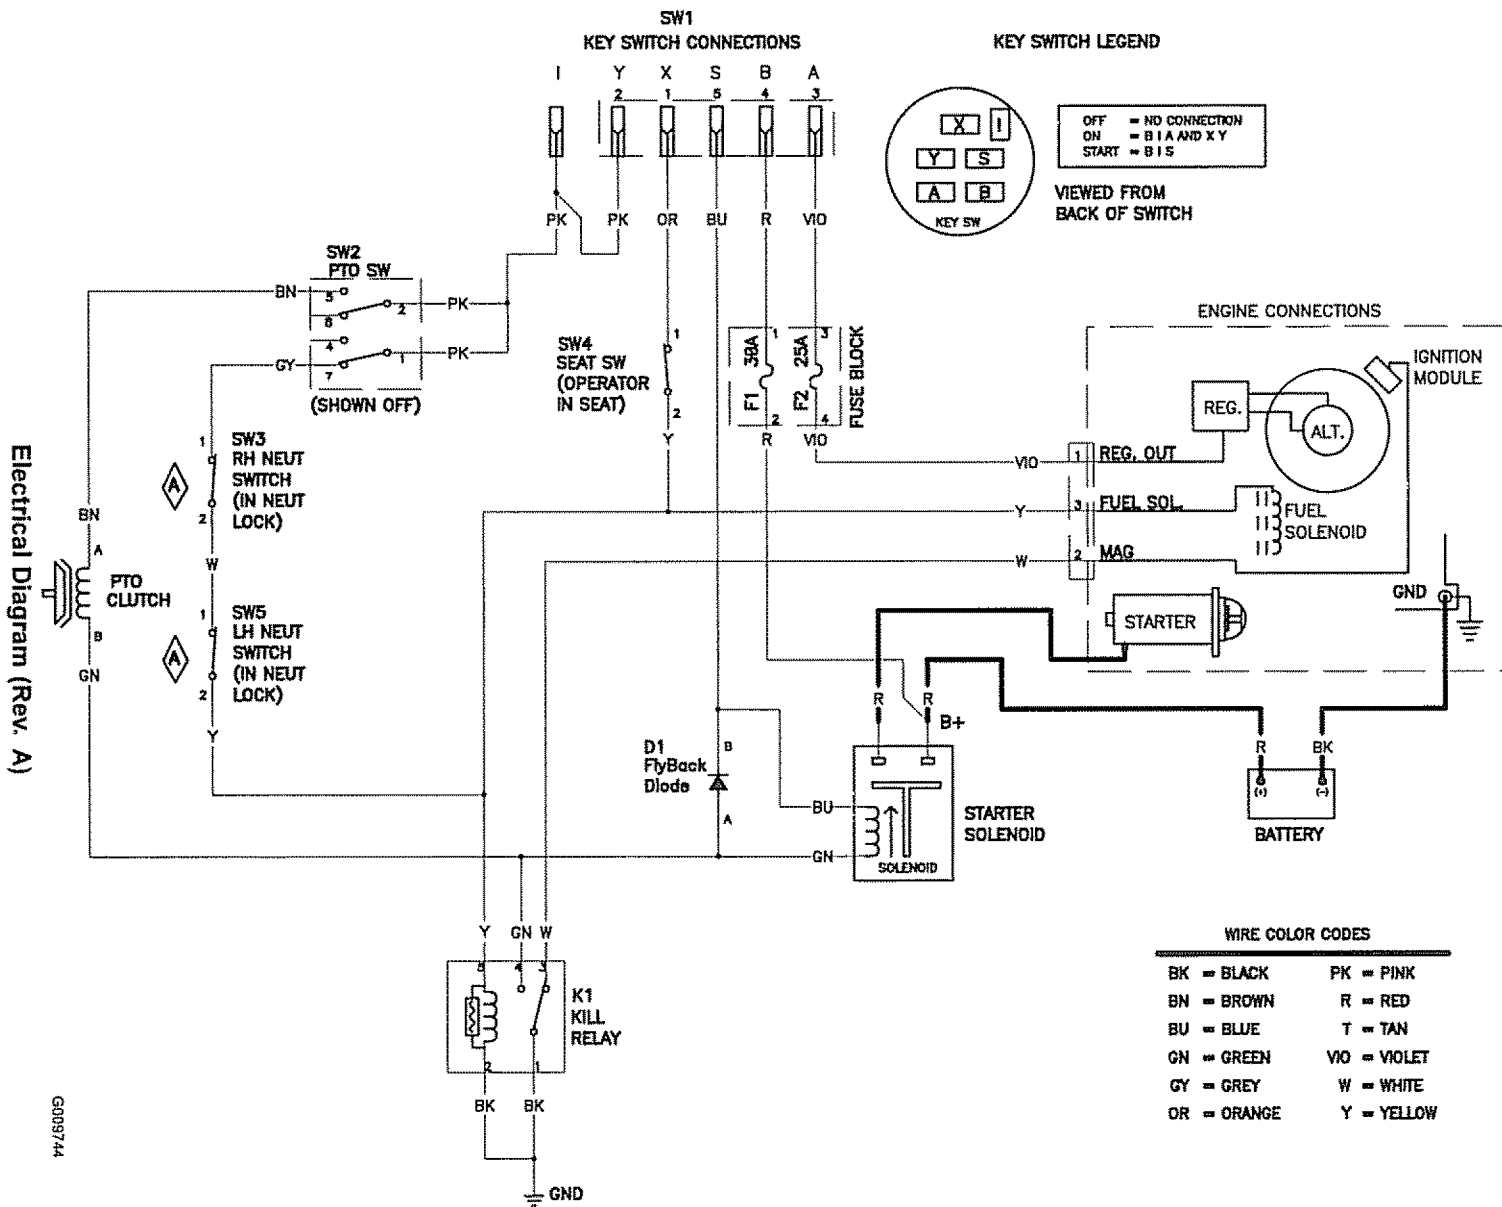 SW1
KEY SWITCH CONNECTIONS
I Y X S B A
2 1 5 4 3
PK PK OR BU R VIO
KEY SWITCH LEGEND
X I
Y S
A B
KEY SW
OFF = NO CONNECTION
ON = B I A AND X Y
START = B I S
VIEWED FROM
BACK OF SWITCH
SW2
PTO SW
BN 5 2 PK
6
4
GY 7 1 PK
(SHOWN OFF)
SW4
SEAT SW
(OPERATOR
IN SEAT)
1
2
Y
1 3
F1 30A
F2 25A
2 4
FUSE BLOCK
R VIO
ENGINE CONNECTIONS
IGNITION
MODULE
REG.
ALT.
VIO 1 REG. OUT
Y 3 FUEL SOL.
W 2 MAG
FUEL
SOLENOID
GND
STARTER
1
SW3
RH NEUT
SWITCH
(IN NEUT
LOCK)
A
2
W
1
SW5
LH NEUT
SWITCH
(IN NEUT
LOCK)
A
2
Y
BN
A
PTO
CLUTCH
B
GN
R R
B+
D1
FlyBack
Diode
B
A
BU
GN
SOLENOID
STARTER
SOLENOID
R BK
(+) (-)
BATTERY
Y GN W
5 4 3
K1
KILL
RELAY
2 1
BK BK
GND
WIRE COLOR CODES
BK = BLACK PK = PINK
BN = BROWN R = RED
BU = BLUE T = TAN
GN = GREEN VIO = VIOLET
GY = GREY W = WHITE
OR = ORANGE Y = YELLOW
Electrical Diagram (Rev. A)
G009744